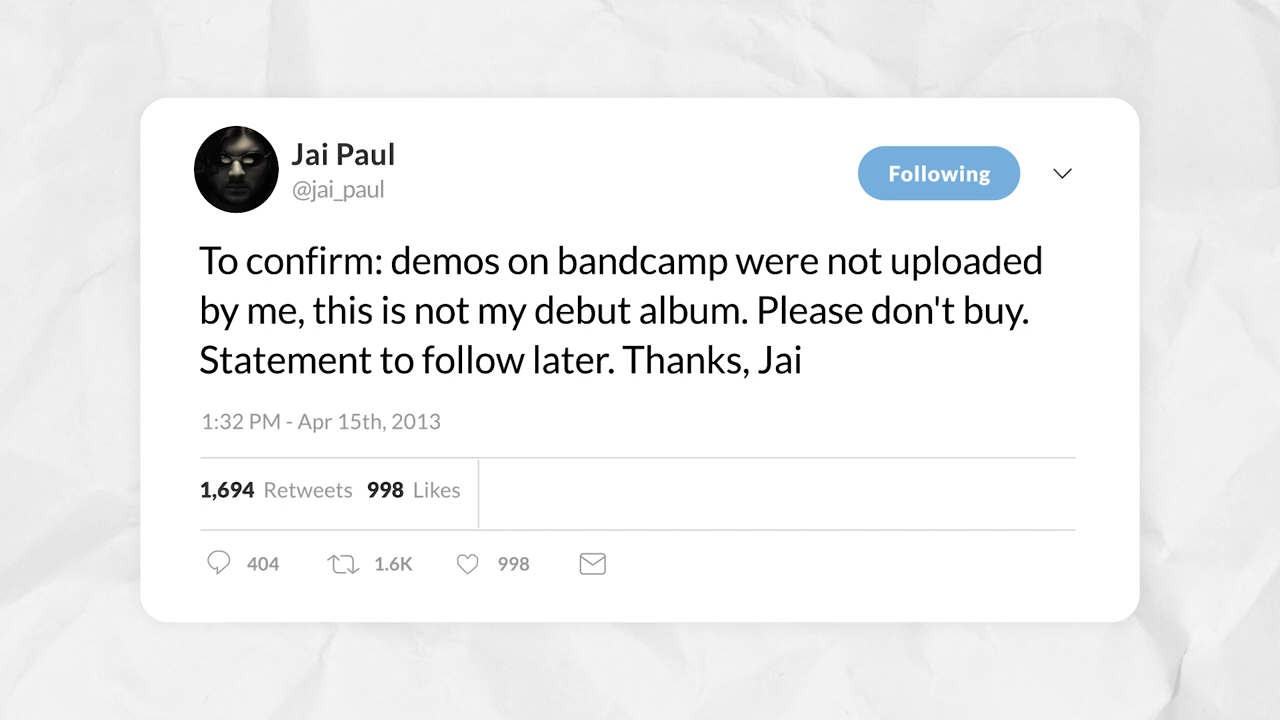 Jai Paul
@jai_paul
Following
To confirm: demos on bandcamp were not uploaded
by me, this is not my debut album. Please don't buy.
Statement to follow later. Thanks, Jai
1:32 PM - Apr 15th, 2013
1,694 Retweets 998 Likes
404 1.6K 998